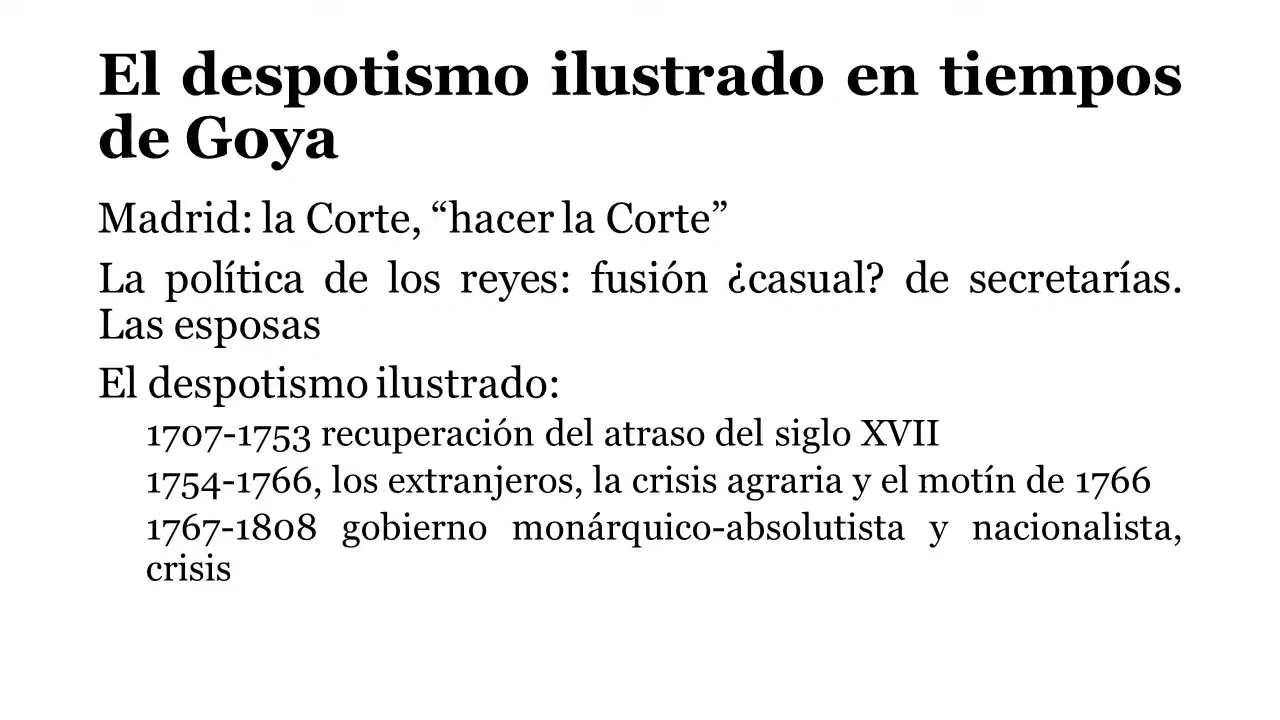 El despotismo ilustrado en tiempos
de Goya
Madrid: la Corte, “hacer la Corte”
La política de los reyes: fusión ¿casual? de secretarías.
Las esposas
El despotismo ilustrado:
1707-1753 recuperación del atraso del siglo XVII
1754-1766, los extranjeros, la crisis agraria y el motín de 1766
1767-1808 gobierno monárquico-absolutista y nacionalista,
crisis